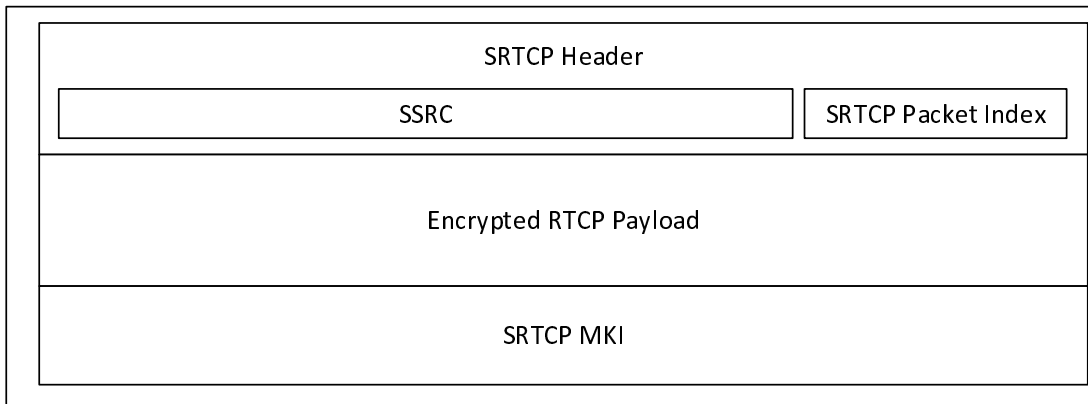 SRTCP Header
SSRC
SRTCP Packet Index
Encrypted RTCP Payload
SRTCP MKI